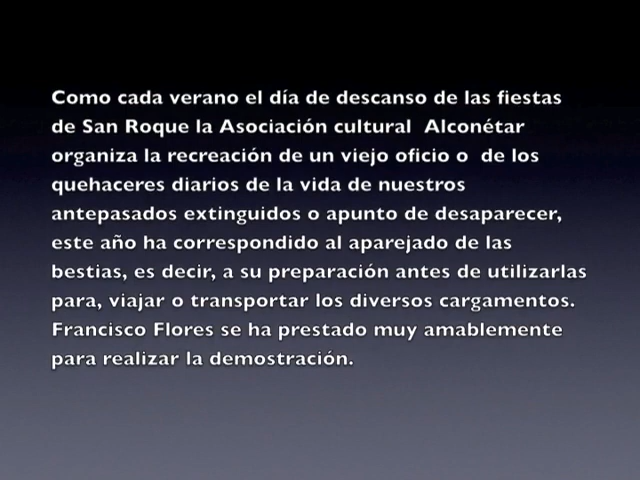 Como cada verano el día de descanso de las fiestas
de San Roque la Asociación cultural  Alconétar
organiza la recreación de un viejo oficio o  de los
quehaceres diarios de la vida de nuestros
antepasados extinguidos o apunto de desaparecer,
este año ha correspondido al aparejado de las
bestias, es decir, a su preparación antes de utilizarlas
para, viajar o transportar los diversos cargamentos.
Francisco Flores se ha prestado muy amablemente
para realizar la demostración.